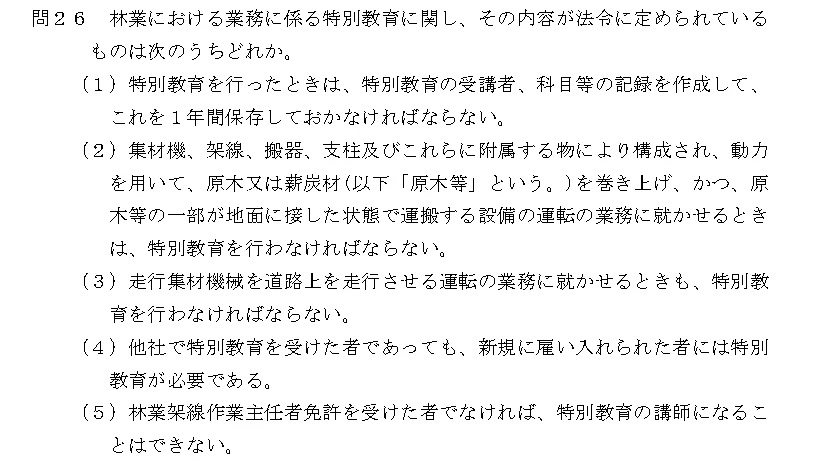 問２６　林業における業務に係る特別教育に関し、その内容が法令に定められている
ものは次のうちどれか。
（１）特別教育を行ったときは、特別教育の受講者、科目等の記録を作成して、
これを１年間保存しておかなければならない。
（２）集材機、架線、搬器、支柱及びこれらに附属する物により構成され、動力
を用いて、原木又は薪炭材(以下「原木等」という。)を巻き上げ、かつ、原
木等の一部が地面に接した状態で運搬する設備の運転の業務に就かせるとき
は、特別教育を行わなければならない。
（３）走行集材機械を道路上を走行させる運転の業務に就かせるときも、特別教
育を行わなければならない。
（４）他社で特別教育を受けた者であっても、新規に雇い入れられた者には特別
教育が必要である。
（５）林業架線作業主任者免許を受けた者でなければ、特別教育の講師になるこ
とはできない。